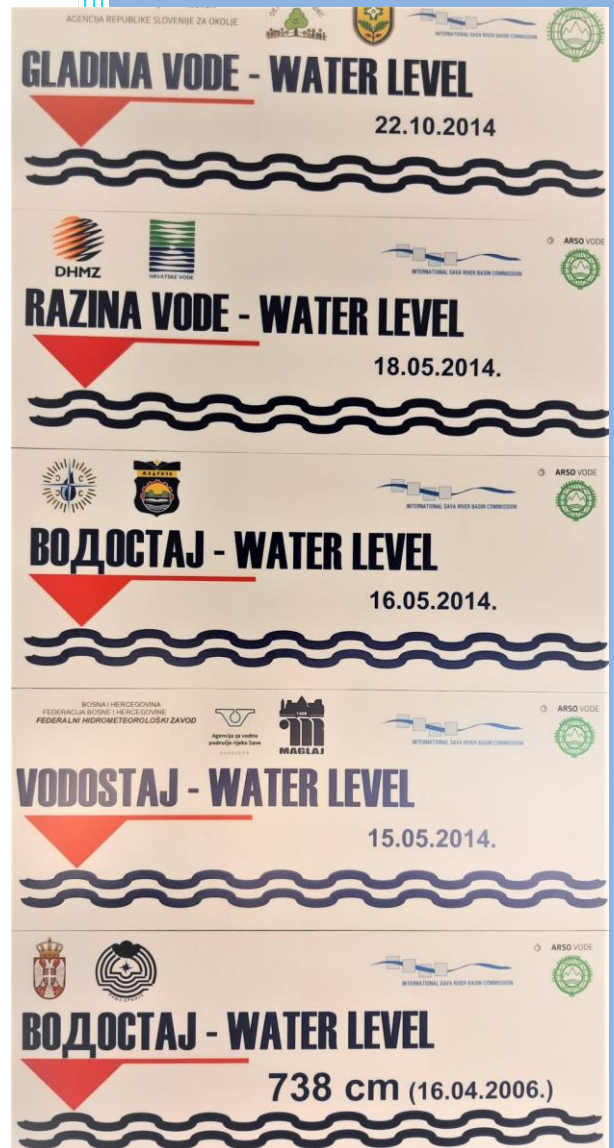 AGENCIJA REPUBLIKE SLOVENIJE ZA OKOLJE
INTERNATIONAL SAVA RIVER BASIN COMMISSION
GLADINA VODE - WATER LEVEL
22.10.2014
DHMZ
HRVATSKE VODE
INTERNATIONAL SAVA RIVER BASIN COMMISSION
ARSO VODE
RAZINA VODE - WATER LEVEL
18.05.2014.
МОДРИЧА
INTERNATIONAL SAVA RIVER BASIN COMMISSION
ARSO VODE
ВОДОСТАЈ - WATER LEVEL
16.05.2014.
BOSNA I HERCEGOVINA
FEDERACIJA BOSNE I HERCEGOVINE
FEDERALNI HIDROMETEOROLOŠKI ZAVOD
Agencija za vodno
područje rijeke Save
SARAJEVO
1408
MAGLAJ
INTERNATIONAL SAVA RIVER BASIN COMMISSION
ARSO VODE
VODOSTAJ - WATER LEVEL
15.05.2014.
INTERNATIONAL SAVA RIVER BASIN COMMISSION
ARSO VODE
ВОДОСТАЈ - WATER LEVEL
738 cm (16.04.2006.)